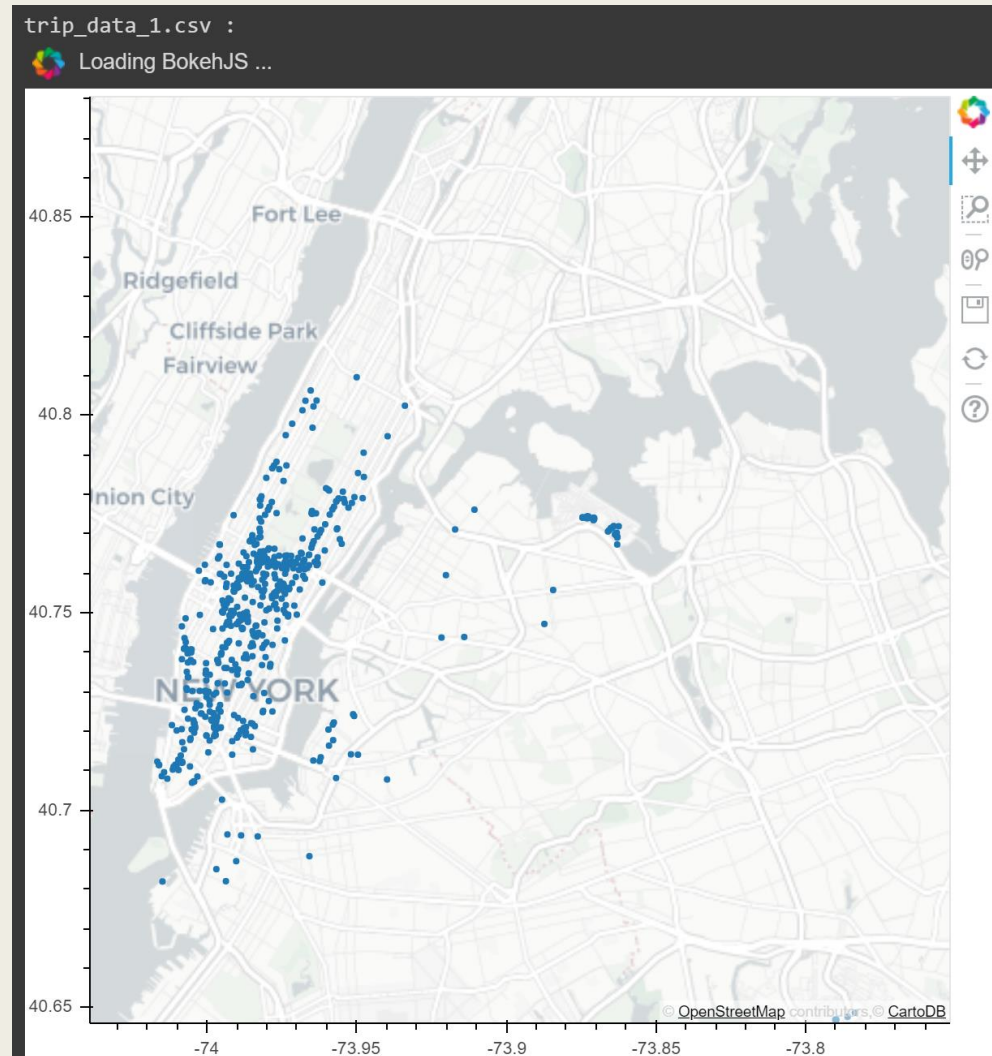 trip_data_1.csv :
Loading BokehJS ...
40.85
Fort Lee
Ridgefield
Cliffside Park
Fairview
40.8
nion City
40.75
NEW YORK
40.7
40.65
© OpenStreetMap contributors,© CartoDB
-74
-73.95
-73.9
-73.85
-73.8